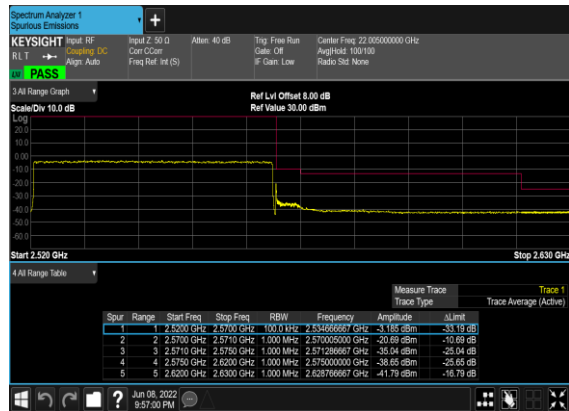 Spectrum Analyzer 1
Spurious Emissions
KEYSIGHT Input: RF Input Z: 50 Ω Atten: 40 dB Trig: Free Run Center Freq: 22.005000000 GHz
RLT Coupling: DC Corr CCorr Gate: Off Avg|Hold: 100/100
Align: Auto Freq Ref: Int (S) IF Gain: Low Radio Std: None
PASS
3 All Range Graph
Ref Lvl Offset 8.00 dB
Scale/Div 10.0 dB Ref Value 30.00 dBm
Log
20.0
10.0
0.00
-10.0
-20.0
-30.0
-40.0
-50.0
-60.0
Start 2.520 GHz Stop 2.630 GHz
4 All Range Table
Measure Trace Trace 1
Trace Type Trace Average (Active)
Spur Range Start Freq Stop Freq RBW Frequency Amplitude ΔLimit
1 1 2.5200 GHz 2.5700 GHz 100.0 kHz 2.534666667 GHz -3.185 dBm -33.19 dB
2 2 2.5700 GHz 2.5710 GHz 1.000 MHz 2.570005000 GHz -20.69 dBm -10.69 dB
3 3 2.5710 GHz 2.5750 GHz 1.000 MHz 2.571286667 GHz -35.04 dBm -25.04 dB
4 4 2.5750 GHz 2.6200 GHz 1.000 MHz 2.575000000 GHz -38.65 dBm -25.65 dB
5 5 2.6200 GHz 2.6300 GHz 1.000 MHz 2.628766667 GHz -41.79 dBm -16.79 dB
Jun 08, 2022
9:57:00 PM